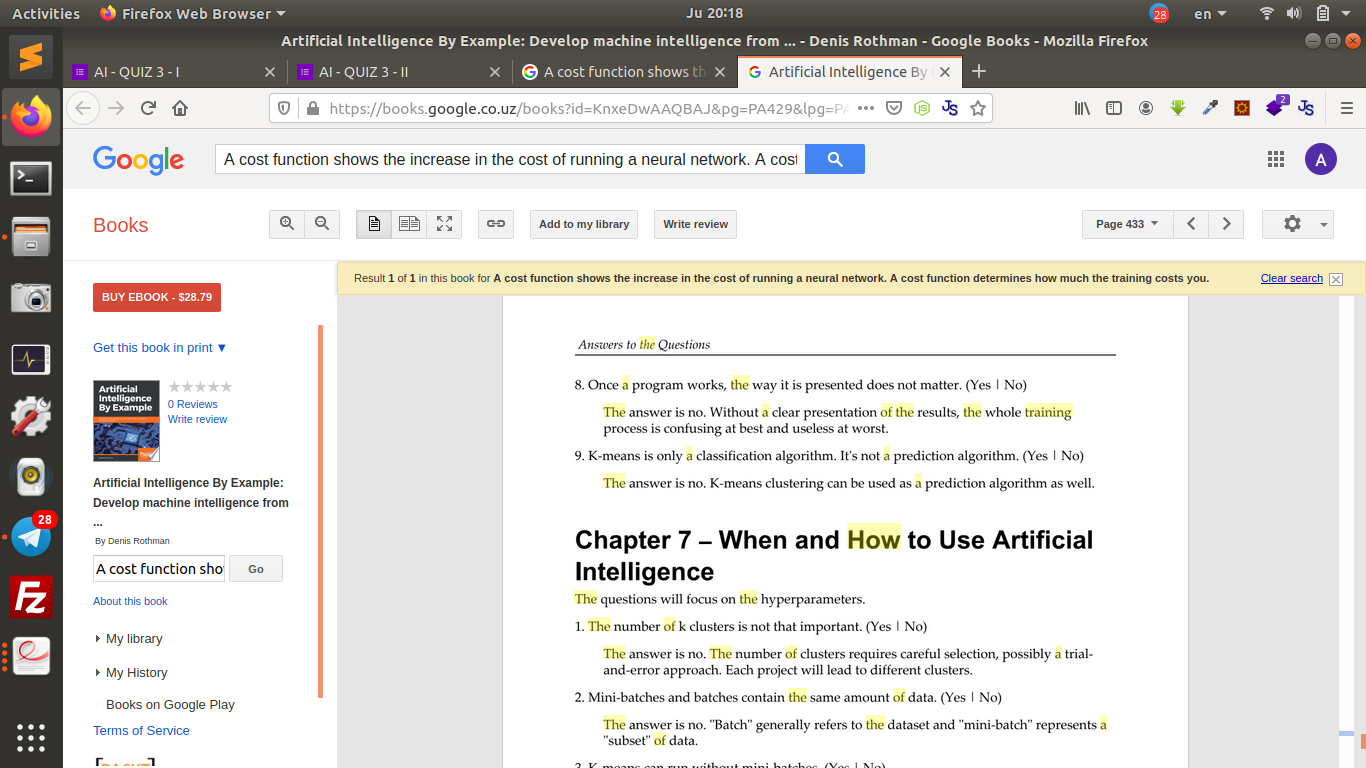 Activities
Firefox Web Browser
Ju 20:18
28
en
Artificial Intelligence By Example: Develop machine intelligence from ... - Denis Rothman - Google Books - Mozilla Firefox
AI - QUIZ 3 - I
AI - QUIZ 3 - II
A cost function shows th
Artificial Intelligence By
https://books.google.co.uz/books?id=KnxeDwAAQBAJ&pg=PA429&lpg=PA
JS
2
JS
Google
A cost function shows the increase in the cost of running a neural network. A cost
A
Books
Add to my library
Write review
Page 433
Result 1 of 1 in this book for A cost function shows the increase in the cost of running a neural network. A cost function determines how much the training costs you.
Clear search
BUY EBOOK - $28.79
Get this book in print ▼
Artificial
Intelligence
By Example
0 Reviews
Write review
Artificial Intelligence By Example:
Develop machine intelligence from
...
By Denis Rothman
A cost function sho
Go
About this book
My library
My History
Books on Google Play
Terms of Service
28
Fz
Answers to the Questions
8. Once a program works, the way it is presented does not matter. (Yes | No)
The answer is no. Without a clear presentation of the results, the whole training
process is confusing at best and useless at worst.
9. K-means is only a classification algorithm. It's not a prediction algorithm. (Yes | No)
The answer is no. K-means clustering can be used as a prediction algorithm as well.
Chapter 7 – When and How to Use Artificial
Intelligence
The questions will focus on the hyperparameters.
1. The number of k clusters is not that important. (Yes | No)
The answer is no. The number of clusters requires careful selection, possibly a trial-
and-error approach. Each project will lead to different clusters.
2. Mini-batches and batches contain the same amount of data. (Yes | No)
The answer is no. "Batch" generally refers to the dataset and "mini-batch" represents a
"subset" of data.
3. K-means can run without mini-batches. (Yes | No)